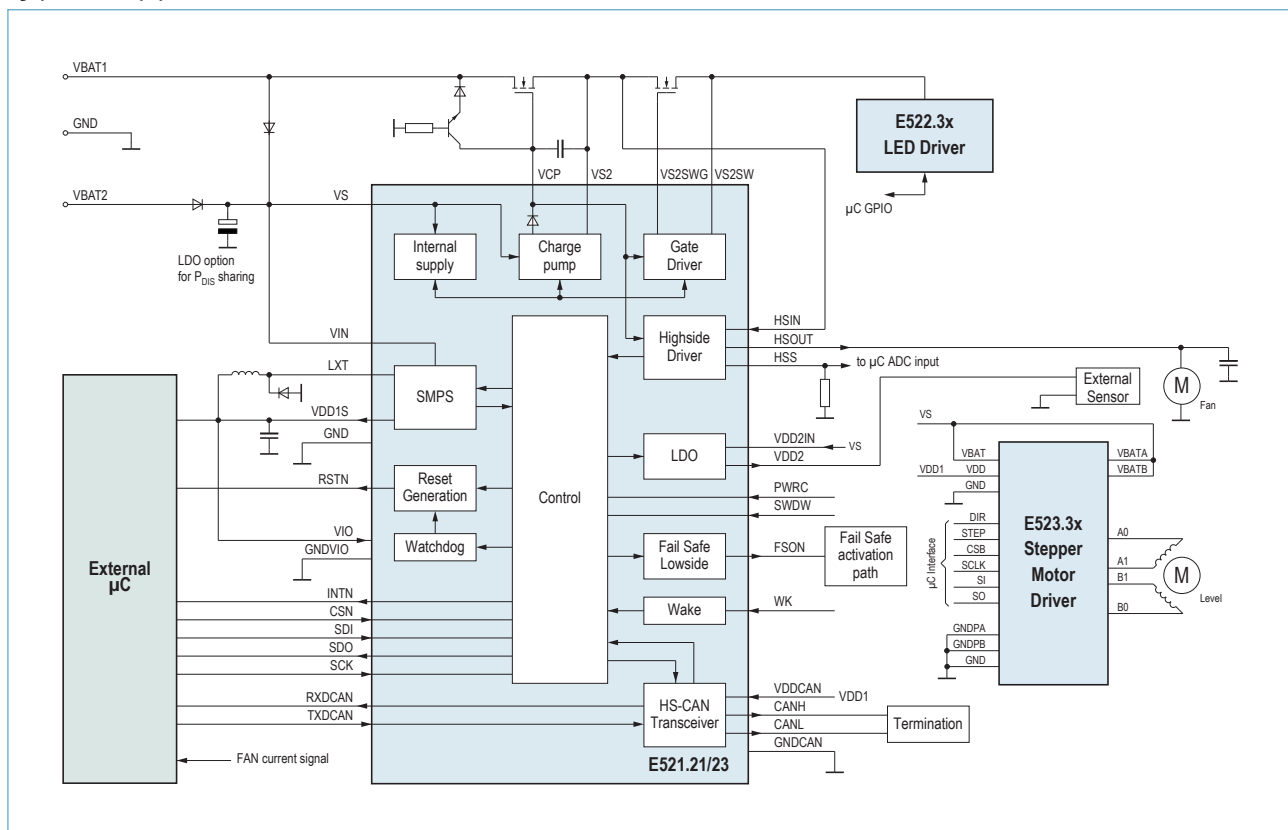 VBAT1
GND
VBAT2
LDO option
for PDIS sharing
VS
VCP
VS2
VS2SWG
VS2SW
E522.3x
LED Driver
µC GPIO
Internal
supply
Charge
pump
Gate
Driver
VIN
LXT
VDD1S
GND
RSTN
VIO
GNDVIO
INTN
CSN
SDI
SDO
SCK
RXDCAN
TXDCAN
FAN current signal
External
µC
SMPS
Reset
Generation
Watchdog
Control
Highside
Driver
LDO
Fail Safe
Lowside
Wake
HS-CAN
Transceiver
E521.21/23
HSIN
HSOUT
HSS
to µC ADC input
VDD2IN
VS
VDD2
PWRC
SWDW
FSON
Fail Safe
activation
path
WK
VDDCAN
VDD1
CANH
CANL
GNDCAN
Termination
External
Sensor
M
Fan
VS
VBAT
VDD1
VDD
GND
DIR
STEP
CSB
SCLK
SI
SO
µC Interface
GNDPA
GNDPB
GND
E523.3x
Stepper
Motor
Driver
VBATA
VBATB
A0
A1
B1
B0
M
Level